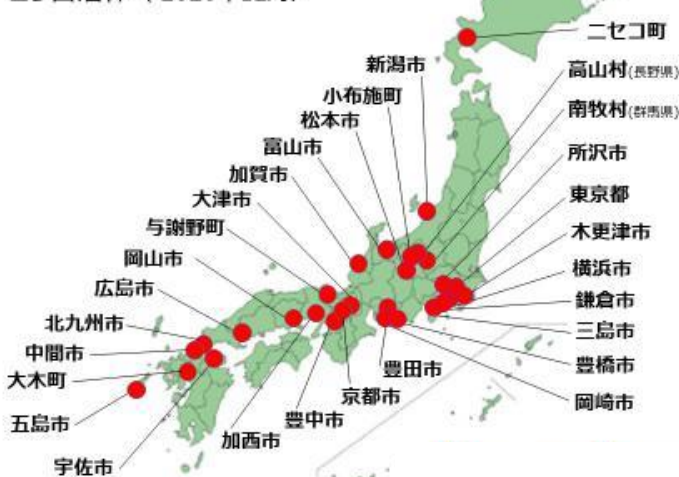 ニセコ町
新潟市
高山村(長野県)
小布施町
南牧村(群馬県)
松本市
富山市
所沢市
加賀市
大津市
東京都
与謝野町
木更津市
岡山市
横浜市
広島市
鎌倉市
北九州市
三島市
中間市
豊橋市
大木町
豊田市
岡崎市
京都市
五島市
豊中市
加西市
宇佐市